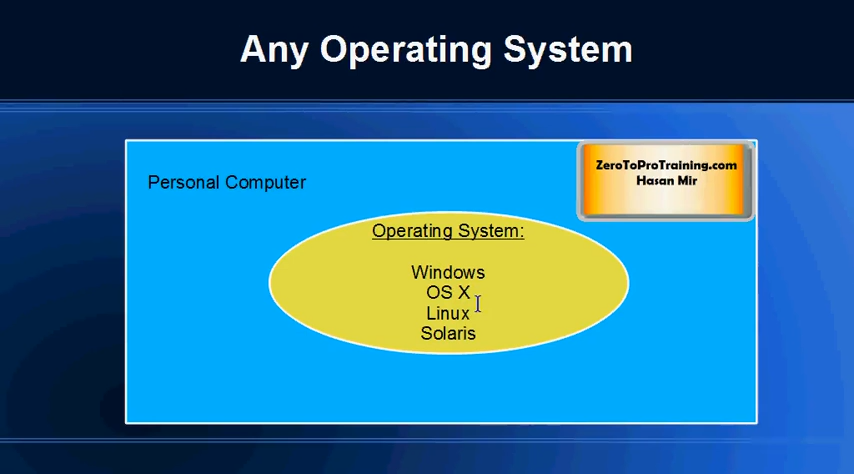 Any Operating System
ZeroToProTraining.com
Hasan Mir
Personal Computer
Operating System:
Windows
OS X
Linux
Solaris